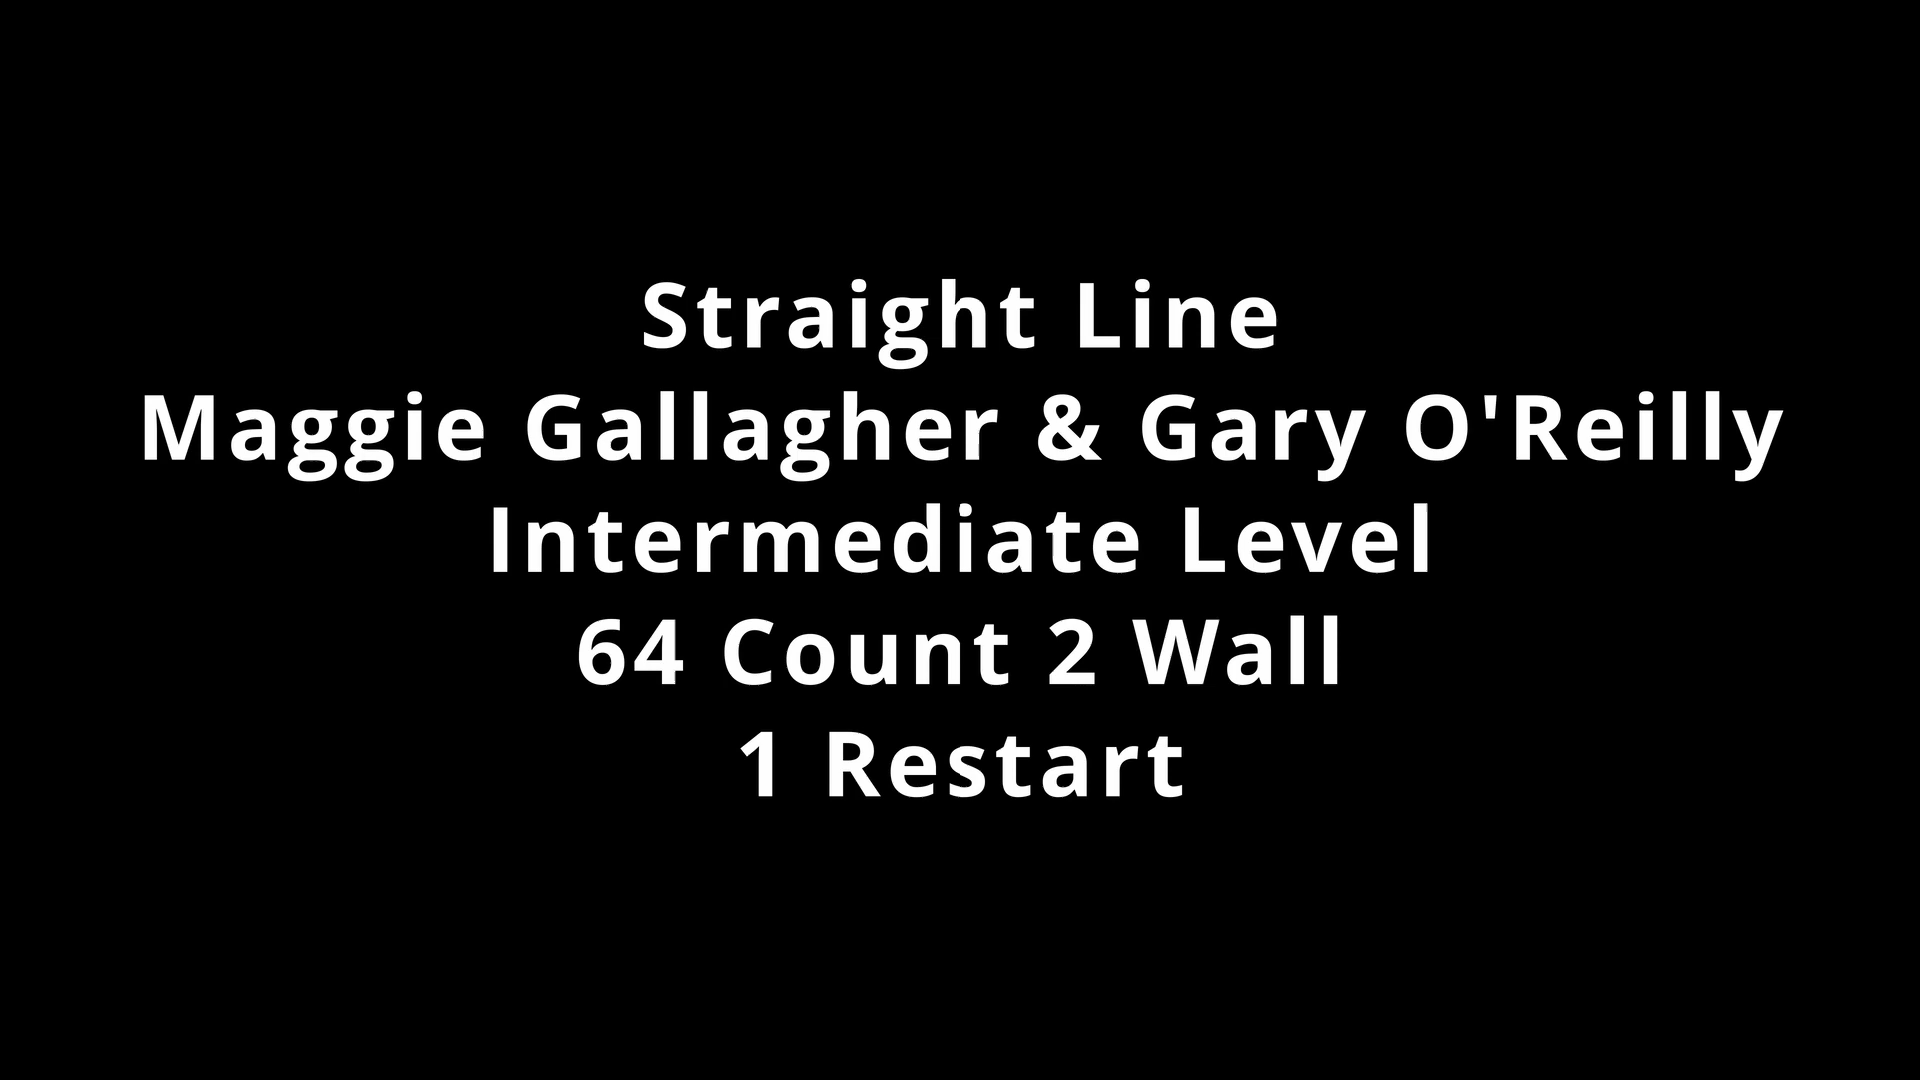 Straight Line
Maggie Gallagher & Gary O'Reilly
Intermediate Level
64 Count 2 Wall
1 Restart